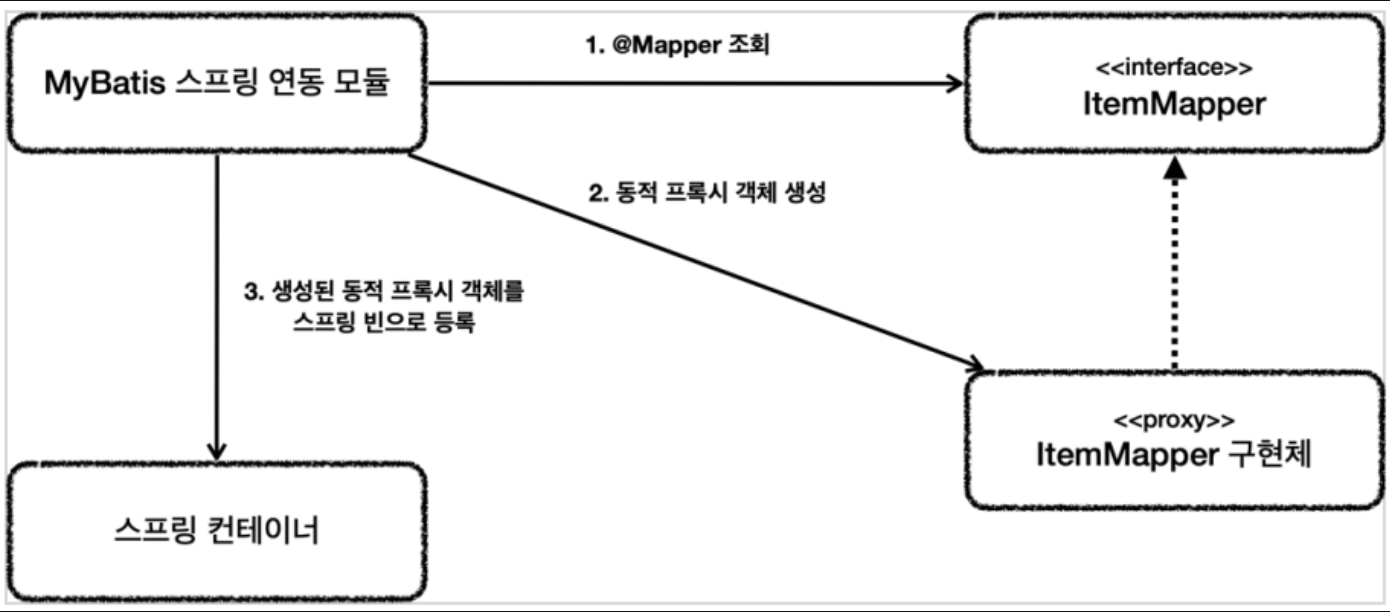 MyBatis 스프링 연동 모듈
1. @Mapper 조회
<<interface>>
ItemMapper
2. 동적 프록시 객체 생성
3. 생성된 동적 프록시 객체를
스프링 빈으로 등록
<<proxy>>
ItemMapper 구현체
스프링 컨테이너